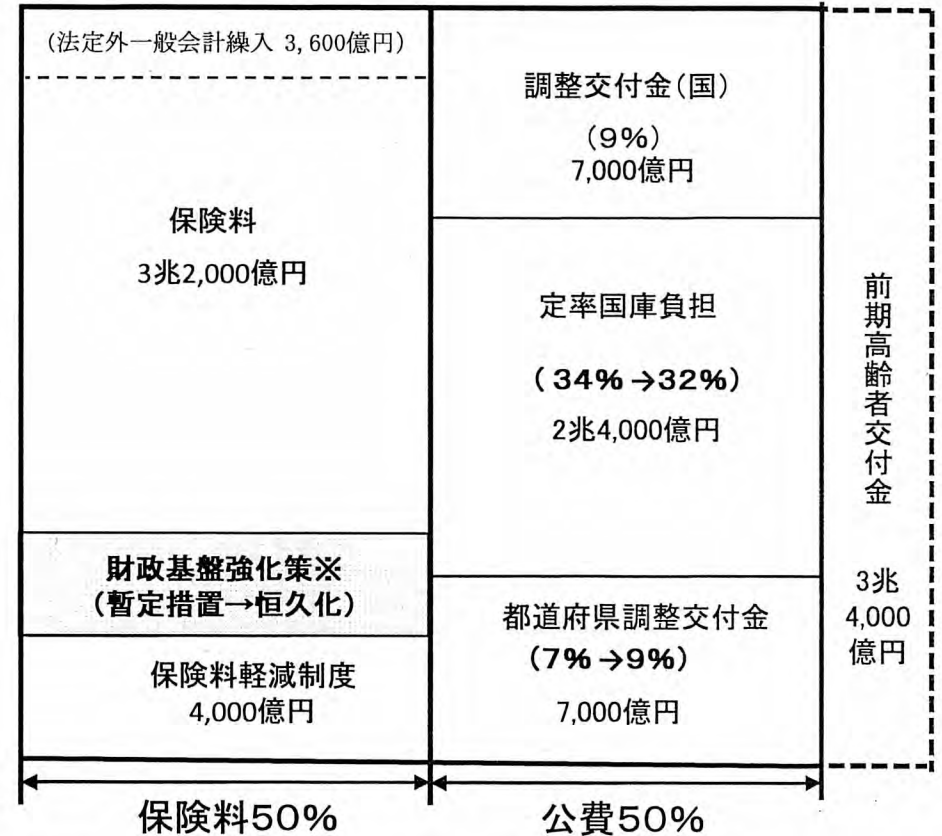 (法定外一般会計繰入 3,600億円)
保険料
3兆2,000億円
財政基盤強化策※
(暫定措置→恒久化)
保険料軽減制度
4,000億円
調整交付金(国)
(9%)
7,000億円
定率国庫負担
(34%→32%)
2兆4,000億円
都道府県調整交付金
(7%→9%)
7,000億円
前期高齢者交付金
3兆
4,000
億円
保険料50%
公費50%